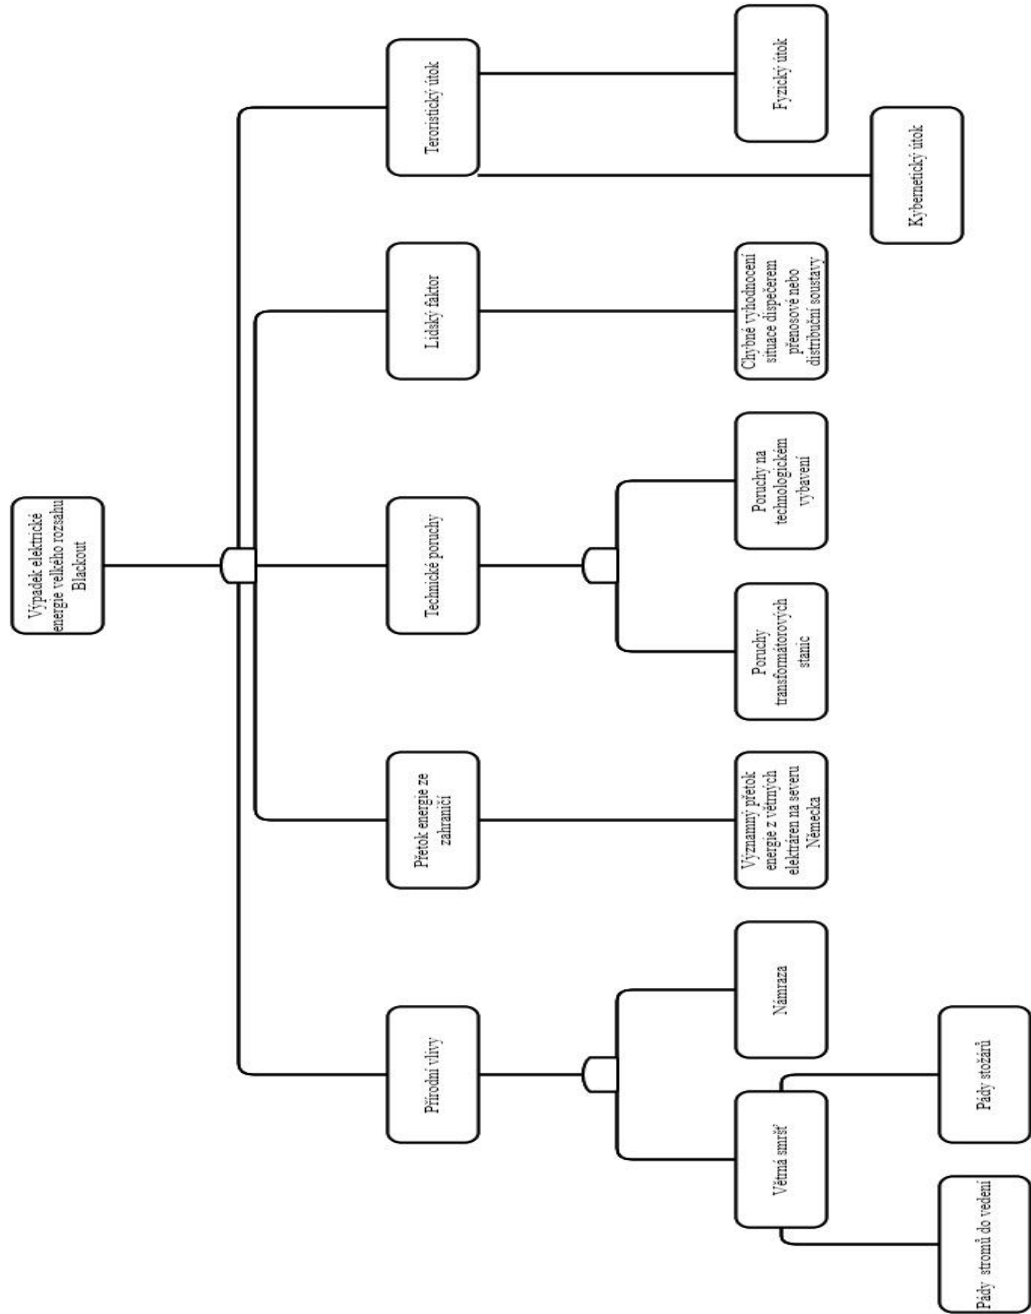 Výpadek elektrické
energie velkého rozsahu
Blackout
Přírodní vlivy
Přetok energie ze
zahraničí
Technické poruchy
Lidský faktor
Teroristický útok
Větrná smršť
Námraza
Významný přetok
energie z větrných
elektráren na severu
Německa
Poruchy
transformátorových
stanic
Poruchy na
technologickém
vybavení
Chybné vyhodnocení
situace dispečerem
přenosové nebo
distribuční soustavy
Fyzický útok
Kybernetický útok
Pády stromů do vedení
Pády stožárů